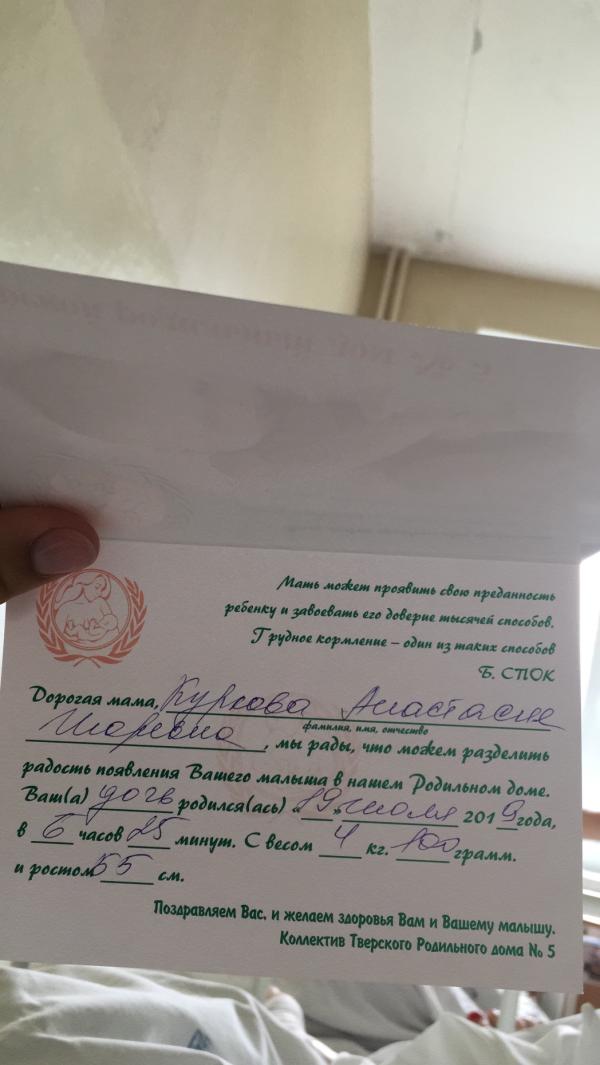 Мать может проявить свою преданность
ребенку и завоевать его доверие тысячей способов.
Грудное кормление – один из таких способов
Б. СПОК
Дорогая мама, Куркова Анастасия
фамилия, имя, отчество
, мы рады, что можем разделить
радость появления Вашего малыша в нашем Родильном доме.
Ваш(а) дочь родился(ась) «19» июля 2019 года,
в 6 часов 25 минут. С весом 4 кг. 100 грамм.
и ростом 55 см.
Поздравляем Вас, и желаем здоровья Вам и Вашему малышу.
Коллектив Тверского Родильного дома № 5